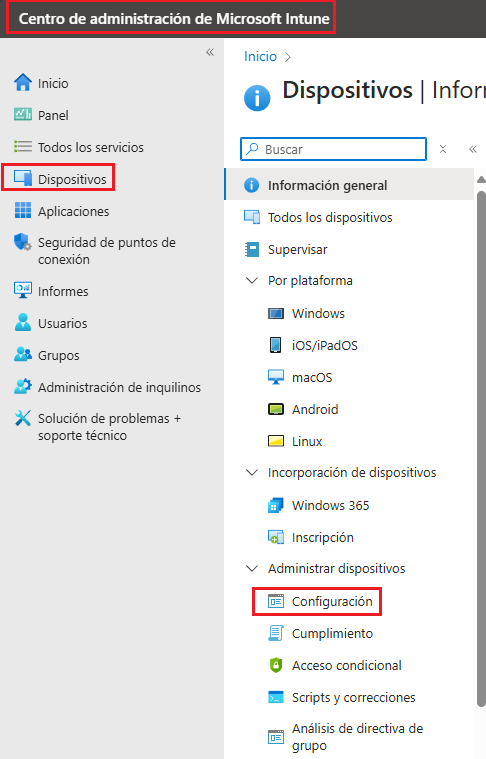 Centro de administración de Microsoft Intune
«
Inicio
Panel
Todos los servicios
Dispositivos
Aplicaciones
Seguridad de puntos de
conexión
Informes
Usuarios
Grupos
Administración de inquilinos
Solución de problemas +
soporte técnico
Inicio >
Dispositivos | Infor
Buscar
«
Información general
Todos los dispositivos
Supervisar
Por plataforma
Windows
iOS/iPadOS
macOS
Android
Linux
Incorporación de dispositivos
Windows 365
Inscripción
Administrar dispositivos
Configuración
Cumplimiento
Acceso condicional
Scripts y correcciones
Análisis de directiva de
grupo